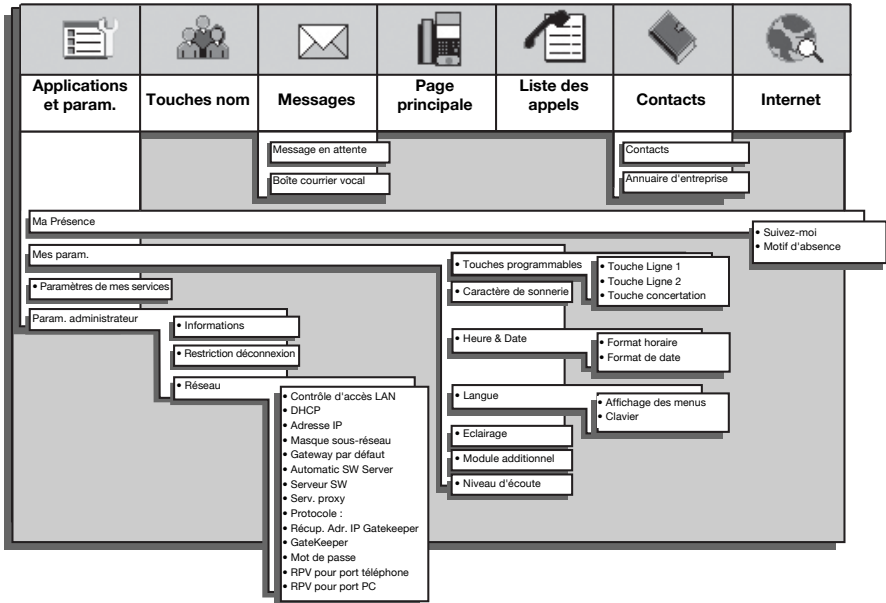 Applications
et param.
Touches nom
Messages
Page
principale
Liste des
appels
Contacts
Internet
Message en attente
Boîte courrier vocal
Contacts
Annuaire d'entreprise
Ma Présence
• Suivez-moi
• Motif d'absence
Mes param.
• Touches programmables
• Touche Ligne 1
• Touche Ligne 2
• Touche concertation
• Caractère de sonnerie
• Heure & Date
• Format horaire
• Format de date
• Langue
• Affichage des menus
• Clavier
• Eclairage
• Module additionnel
• Niveau d'écoute
• Paramètres de mes services
Param. administrateur
• Informations
• Restriction déconnexion
• Réseau
• Contrôle d'accès LAN
• DHCP
• Adresse IP
• Masque sous-réseau
• Gateway par défaut
• Automatic SW Server
• Serveur SW
• Serv. proxy
• Protocole :
• Récup. Adr. IP Gatekeeper
• GateKeeper
• Mot de passe
• RPV pour port téléphone
• RPV pour port PC